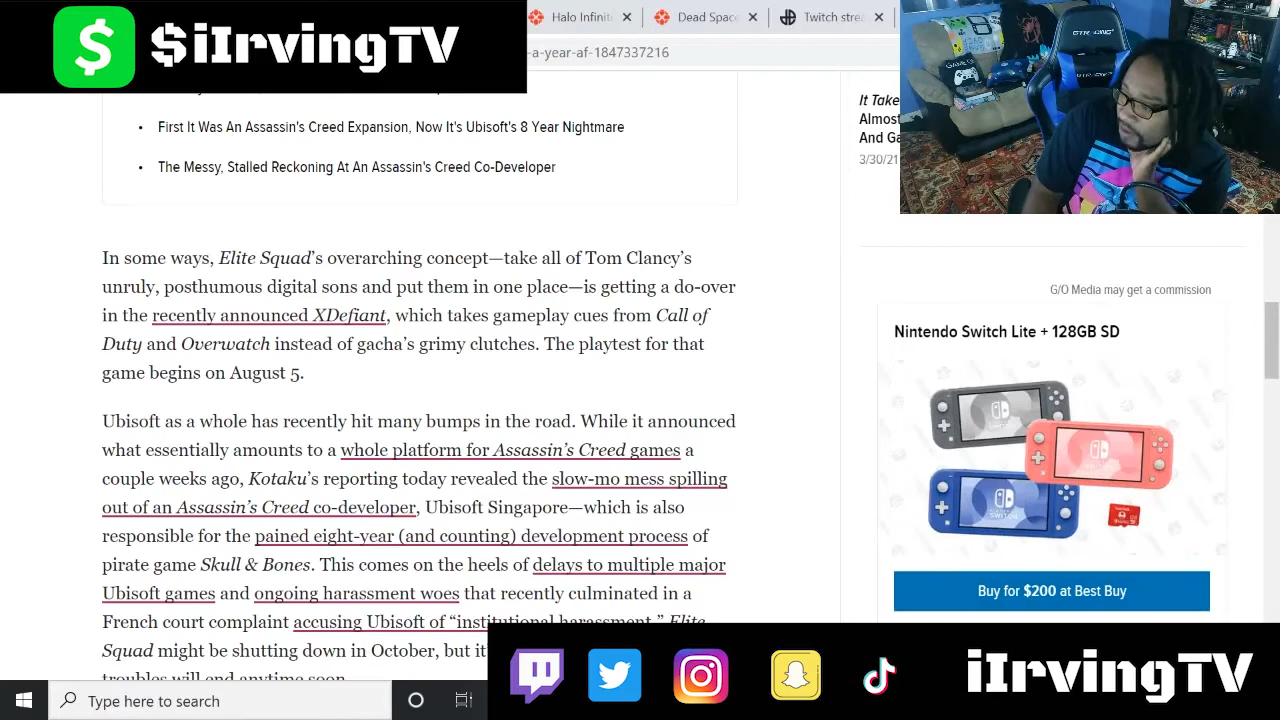 $iIrvingTV
Halo Infinit
Dead Space
Twitch strea
-a-year-af-1847337216
First It Was An Assassin's Creed Expansion, Now It's Ubisoft's 8 Year Nightmare
The Messy, Stalled Reckoning At An Assassin's Creed Co-Developer
In some ways, Elite Squad's overarching concept—take all of Tom Clancy's
unruly, posthumous digital sons and put them in one place—is getting a do-over
in the recently announced XDefiant, which takes gameplay cues from Call of
Duty and Overwatch instead of gacha's grimy clutches. The playtest for that
game begins on August 5.
Ubisoft as a whole has recently hit many bumps in the road. While it announced
what essentially amounts to a whole platform for Assassin's Creed games a
couple weeks ago, Kotaku's reporting today revealed the slow-mo mess spilling
out of an Assassin's Creed co-developer, Ubisoft Singapore—which is also
responsible for the pained eight-year (and counting) development process of
pirate game Skull & Bones. This comes on the heels of delays to multiple major
Ubisoft games and ongoing harassment woes that recently culminated in a
French court complaint accusing Ubisoft of "institutional harassment." Elite
Squad might be shutting down in October, but it
troubles will end anytime soon.
It Take
Almost
And Ga
3/30/21
G/O Media may get a commission
Nintendo Switch Lite + 128GB SD
Buy for $200 at Best Buy
GTRACING
Type here to search
iIrvingTV